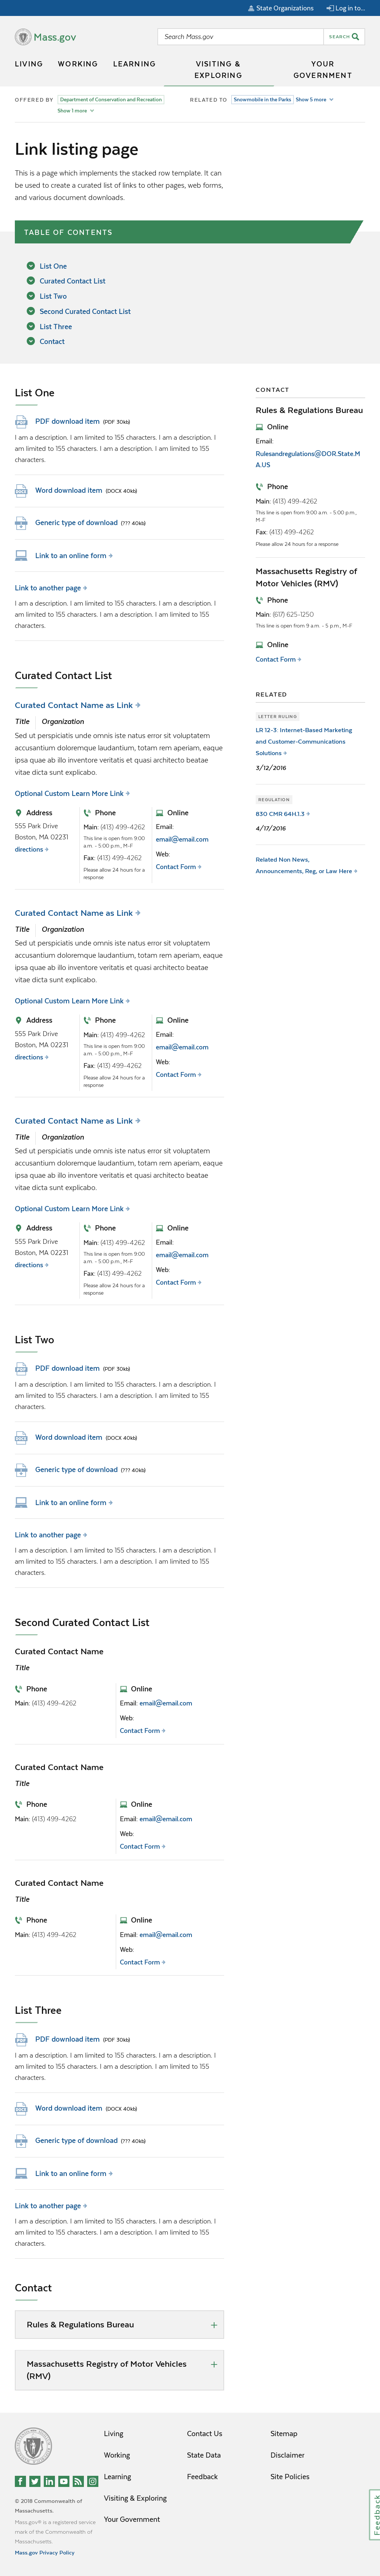 State Organizations
Log in to...
Mass.gov
Search Mass.gov
SEARCH
LIVING
WORKING
LEARNING
VISITING &
EXPLORING
YOUR
GOVERNMENT
OFFERED BY
Department of Conservation and Recreation
Show 1 more
RELATED TO
Snowmobile in the Parks
Show 5 more
Link listing page
This is a page which implements the stacked row template. It can
be used to create a curated list of links to other pages, web forms,
and various document downloads.
TABLE OF CONTENTS
List One
Curated Contact List
List Two
Second Curated Contact List
List Three
Contact
List One
PDF download item (PDF 30kb)
I am a description. I am limited to 155 characters. I am a description. I
am limited to 155 characters. I am a description. I am limited to 155
characters.
Word download item (DOCX 40kb)
Generic type of download (??? 40kb)
Link to an online form
Link to another page
I am a description. I am limited to 155 characters. I am a description. I
am limited to 155 characters. I am a description. I am limited to 155
characters.
Curated Contact List
Curated Contact Name as Link
Title Organization
Sed ut perspiciatis unde omnis iste natus error sit voluptatem
accusantium doloremque laudantium, totam rem aperiam, eaque
ipsa quae ab illo inventore veritatis et quasi architecto beatae
vitae dicta sunt explicabo.
Optional Custom Learn More Link
Address
555 Park Drive
Boston, MA 02231
directions
Phone
Main: (413) 499-4262
This line is open from 9:00
a.m. - 5:00 p.m., M-F
Fax: (413) 499-4262
Please allow 24 hours for a
response
Online
Email:
email@email.com
Web:
Contact Form
Curated Contact Name as Link
Title Organization
Sed ut perspiciatis unde omnis iste natus error sit voluptatem
accusantium doloremque laudantium, totam rem aperiam, eaque
ipsa quae ab illo inventore veritatis et quasi architecto beatae
vitae dicta sunt explicabo.
Optional Custom Learn More Link
Address
555 Park Drive
Boston, MA 02231
directions
Phone
Main: (413) 499-4262
This line is open from 9:00
a.m. - 5:00 p.m., M-F
Fax: (413) 499-4262
Please allow 24 hours for a
response
Online
Email:
email@email.com
Web:
Contact Form
Curated Contact Name as Link
Title Organization
Sed ut perspiciatis unde omnis iste natus error sit voluptatem
accusantium doloremque laudantium, totam rem aperiam, eaque
ipsa quae ab illo inventore veritatis et quasi architecto beatae
vitae dicta sunt explicabo.
Optional Custom Learn More Link
Address
555 Park Drive
Boston, MA 02231
directions
Phone
Main: (413) 499-4262
This line is open from 9:00
a.m. - 5:00 p.m., M-F
Fax: (413) 499-4262
Please allow 24 hours for a
response
Online
Email:
email@email.com
Web:
Contact Form
List Two
PDF download item (PDF 30kb)
I am a description. I am limited to 155 characters. I am a description. I
am limited to 155 characters. I am a description. I am limited to 155
characters.
Word download item (DOCX 40kb)
Generic type of download (??? 40kb)
Link to an online form
Link to another page
I am a description. I am limited to 155 characters. I am a description. I
am limited to 155 characters. I am a description. I am limited to 155
characters.
Second Curated Contact List
Curated Contact Name
Title
Phone
Main: (413) 499-4262
Online
Email: email@email.com
Web:
Contact Form
Curated Contact Name
Title
Phone
Main: (413) 499-4262
Online
Email: email@email.com
Web:
Contact Form
Curated Contact Name
Title
Phone
Main: (413) 499-4262
Online
Email: email@email.com
Web:
Contact Form
List Three
PDF download item (PDF 30kb)
I am a description. I am limited to 155 characters. I am a description. I
am limited to 155 characters. I am a description. I am limited to 155
characters.
Word download item (DOCX 40kb)
Generic type of download (??? 40kb)
Link to an online form
Link to another page
I am a description. I am limited to 155 characters. I am a description. I
am limited to 155 characters. I am a description. I am limited to 155
characters.
Contact
Rules & Regulations Bureau
Massachusetts Registry of Motor Vehicles
(RMV)
CONTACT
Rules & Regulations Bureau
Online
Email:
Rulesandregulations@DOR.State.M
A.US
Phone
Main: (413) 499-4262
This line is open from 9:00 a.m. - 5:00 p.m.,
M-F
Fax: (413) 499-4262
Please allow 24 hours for a response
Massachusetts Registry of
Motor Vehicles (RMV)
Phone
Main: (617) 625-1250
This line is open from 9 a.m. - 5 p.m., M-F
Online
Contact Form
RELATED
LETTER RULING
LR 12-3: Internet-Based Marketing
and Customer-Communications
Solutions
3/12/2016
REGULATION
830 CMR 64H.1.3
4/17/2016
Related Non News,
Announcements, Reg, or Law Here
© 2018 Commonwealth of
Massachusetts.
Mass.gov® is a registered service
mark of the Commonwealth of
Massachusetts.
Mass.gov Privacy Policy
Living
Working
Learning
Visiting & Exploring
Your Government
Contact Us
State Data
Feedback
Sitemap
Disclaimer
Site Policies
Feedback